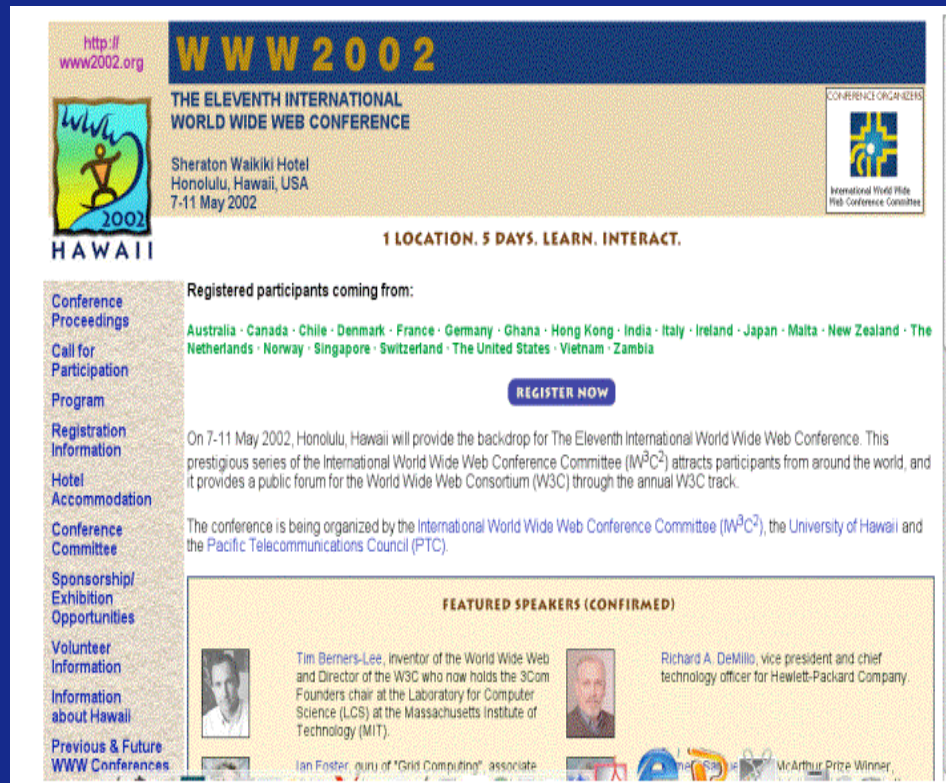 http://
www2002.org
WWW2002
THE ELEVENTH INTERNATIONAL
WORLD WIDE WEB CONFERENCE
Sheraton Waikiki Hotel
Honolulu, Hawaii, USA
7-11 May 2002
CONFERENCE ORGANIZERS
International World Wide
Web Conference Committee
WWW
2002
HAWAII
1 LOCATION. 5 DAYS. LEARN. INTERACT.
Conference
Proceedings
Call for
Participation
Program
Registration
Information
Hotel
Accommodation
Conference
Committee
Sponsorship/
Exhibition
Opportunities
Volunteer
Information
Information
about Hawaii
Previous & Future
WWW Conferences
Registered participants coming from:
Australia · Canada · Chile · Denmark · France · Germany · Ghana · Hong Kong · India · Italy · Ireland · Japan · Malta · New Zealand · The
Netherlands · Norway · Singapore · Switzerland · The United States · Vietnam · Zambia
REGISTER NOW
On 7-11 May 2002, Honolulu, Hawaii will provide the backdrop for The Eleventh International World Wide Web Conference. This
prestigious series of the International World Wide Web Conference Committee (IW³C²) attracts participants from around the world, and
it provides a public forum for the World Wide Web Consortium (W3C) through the annual W3C track.
The conference is being organized by the International World Wide Web Conference Committee (IW³C²), the University of Hawaii and
the Pacific Telecommunications Council (PTC).
FEATURED SPEAKERS (CONFIRMED)
Tim Berners-Lee, inventor of the World Wide Web
and Director of the W3C who now holds the 3Com
Founders chair at the Laboratory for Computer
Science (LCS) at the Massachusetts Institute of
Technology (MIT).
Richard A. DeMillo, vice president and chief
technology officer for Hewlett-Packard Company.
Ian Foster, guru of "Grid Computing", associate
McArthur Prize Winner,